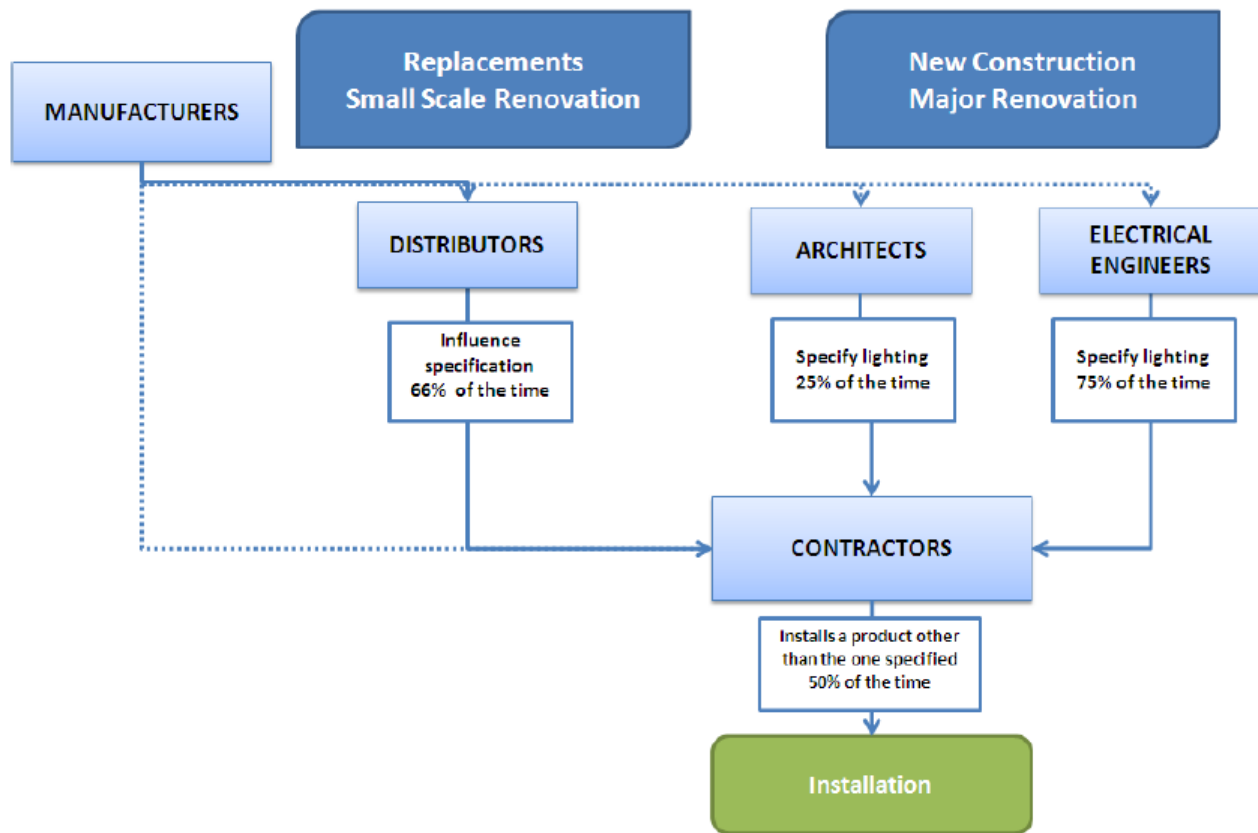 Replacements
Small Scale Renovation
New Construction
Major Renovation
MANUFACTURERS
DISTRIBUTORS
ARCHITECTS
ELECTRICAL
ENGINEERS
Influence
specification
66% of the time
Specify lighting
25% of the time
Specify lighting
75% of the time
CONTRACTORS
Installs a product other
than the one specified
50% of the time
Installation